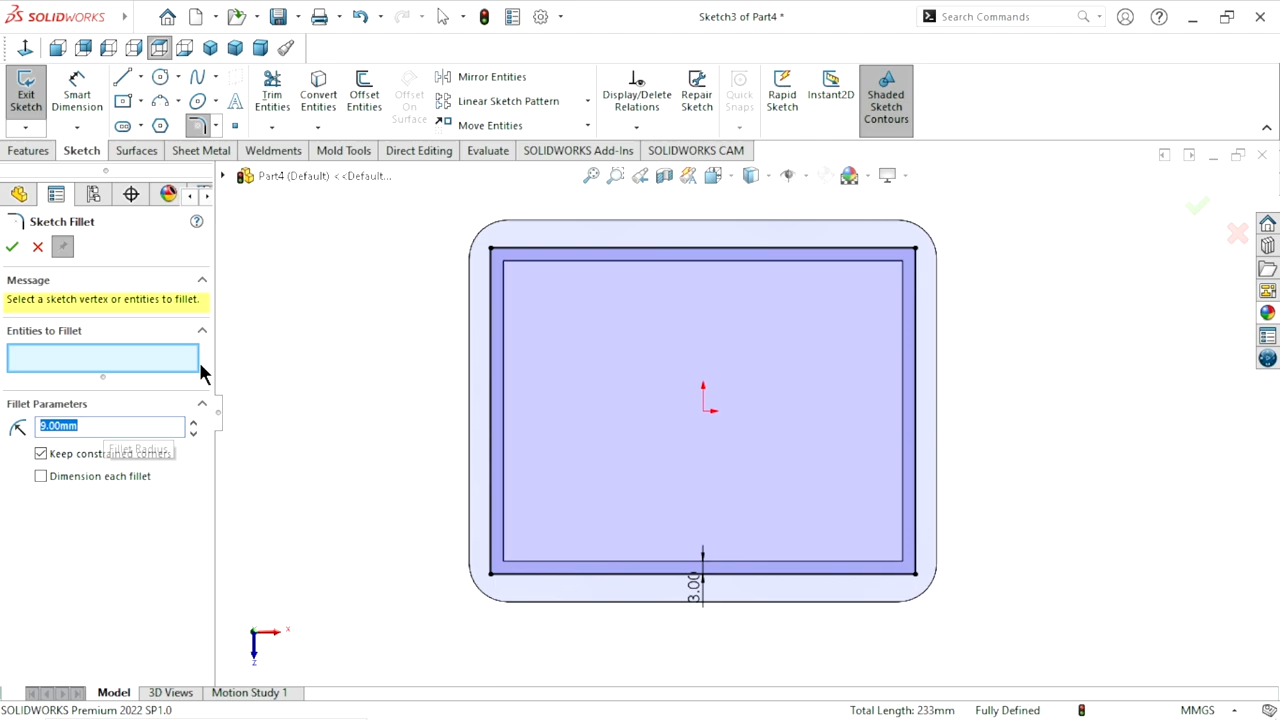 SOLIDWORKS
Sketch3 of Part4 *
Search Commands
Exit Sketch
Smart Dimension
Trim Entities
Convert Entities
Offset Entities
Offset On Surface
Mirror Entities
Linear Sketch Pattern
Move Entities
Display/Delete Relations
Repair Sketch
Quick Snaps
Rapid Sketch
Instant2D
Shaded Sketch Contours
Features
Sketch
Surfaces
Sheet Metal
Weldments
Mold Tools
Direct Editing
Evaluate
SOLIDWORKS Add-Ins
SOLIDWORKS CAM
Part4 (Default) <<Default...
Sketch Fillet
Message
Select a sketch vertex or entities to fillet.
Entities to Fillet
Fillet Parameters
9.00mm
Fillet Radius
Keep constrained corners
Dimension each fillet
3.00
x
z
Model
3D Views
Motion Study 1
SOLIDWORKS Premium 2022 SP1.0
Total Length: 233mm
Fully Defined
MMGS